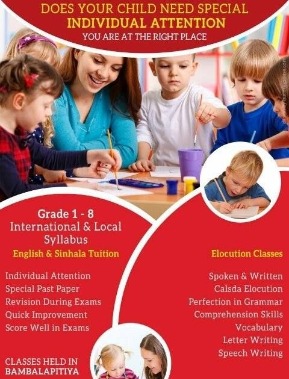 DOES YOUR CHILD NEED SPECIAL
INDIVIDUAL ATTENTION
YOU ARE AT THE RIGHT PLACE
Grade 1 - 8
International & Local
Syllabus
English & Sinhala Tuition
Individual Attention
Special Past Paper
Revision During Exams
Quick Improvement
Score Well in Exams
CLASSES HELD IN
BAMBALAPITIYA
Elocution Classes
Spoken & Written
Calsda Elocution
Perfection in Grammar
Comprehension Skills
Vocabulary
Letter Writing
Speech Writing